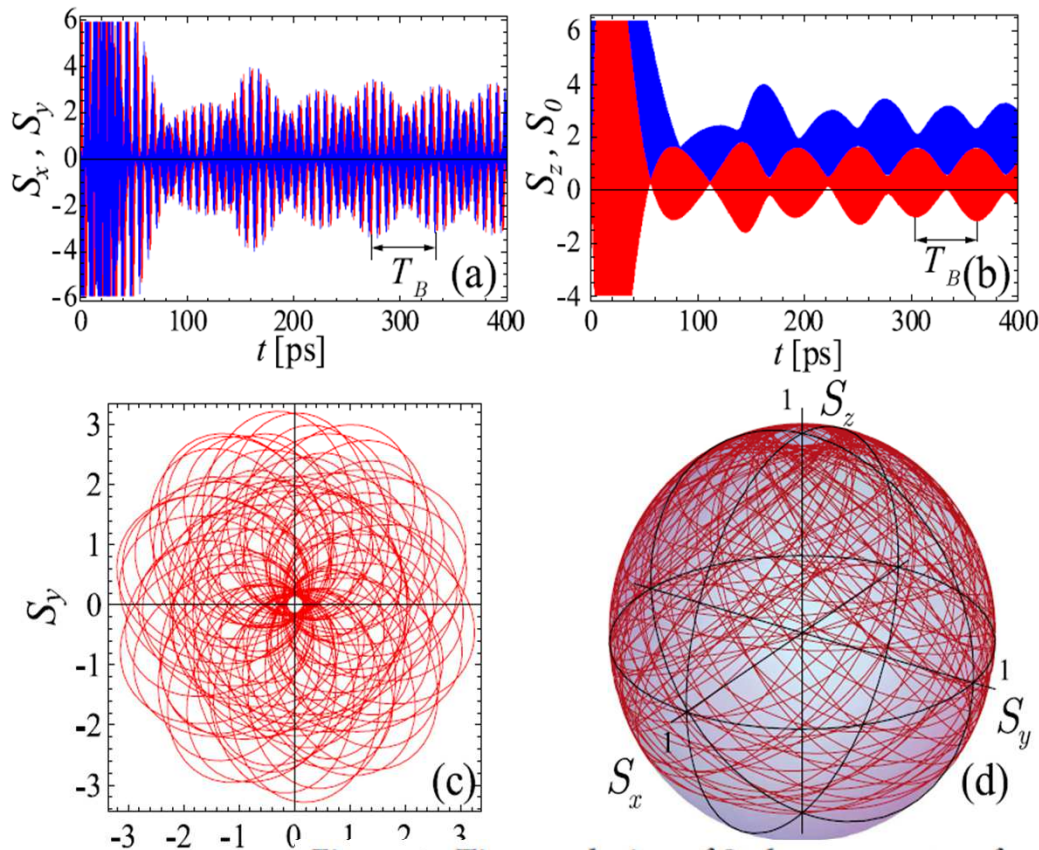 6
4
2
0
-2
-4
-6
S_x, S_y
0 100 200 300 400
t [ps]
T_B
(a)
6
4
2
0
-2
-4
S_z, S_0
0 100 200 300 400
t [ps]
T_B
(b)
3
2
1
0
-1
-2
-3
S_y
-3 -2 -1 0 1 2 3
(c)
1 S_z
1
S_y
1
S_x
(d)